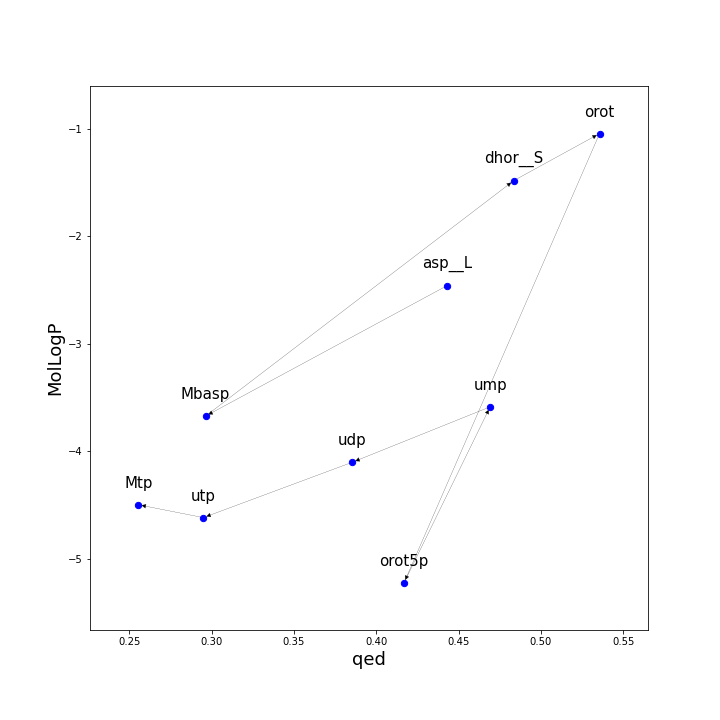 orot
dhor__S
asp__L
Mbasp
ump
udp
Mtp
utp
orot5p
−1
−2
−3
−4
−5
MolLogP
0.25
0.30
0.35
0.40
0.45
0.50
0.55
qed